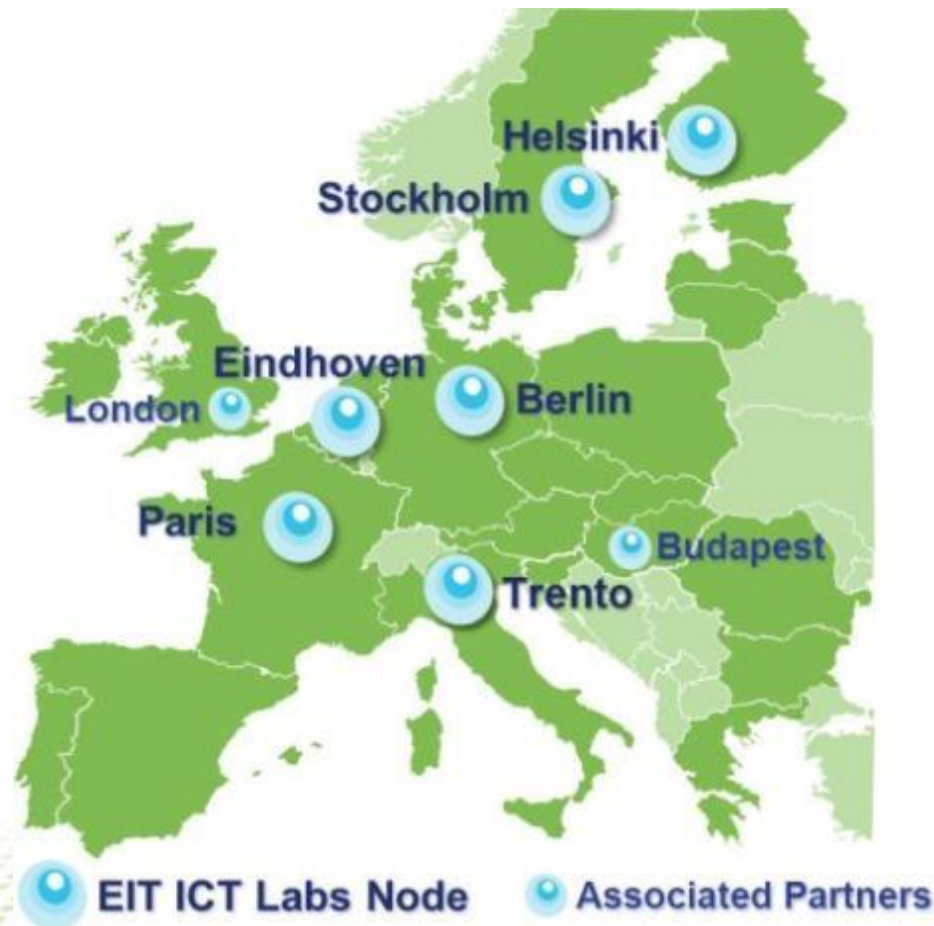 Helsinki
Stockholm
Eindhoven
London
Berlin
Paris
Budapest
Trento
EIT ICT Labs Node
Associated Partners